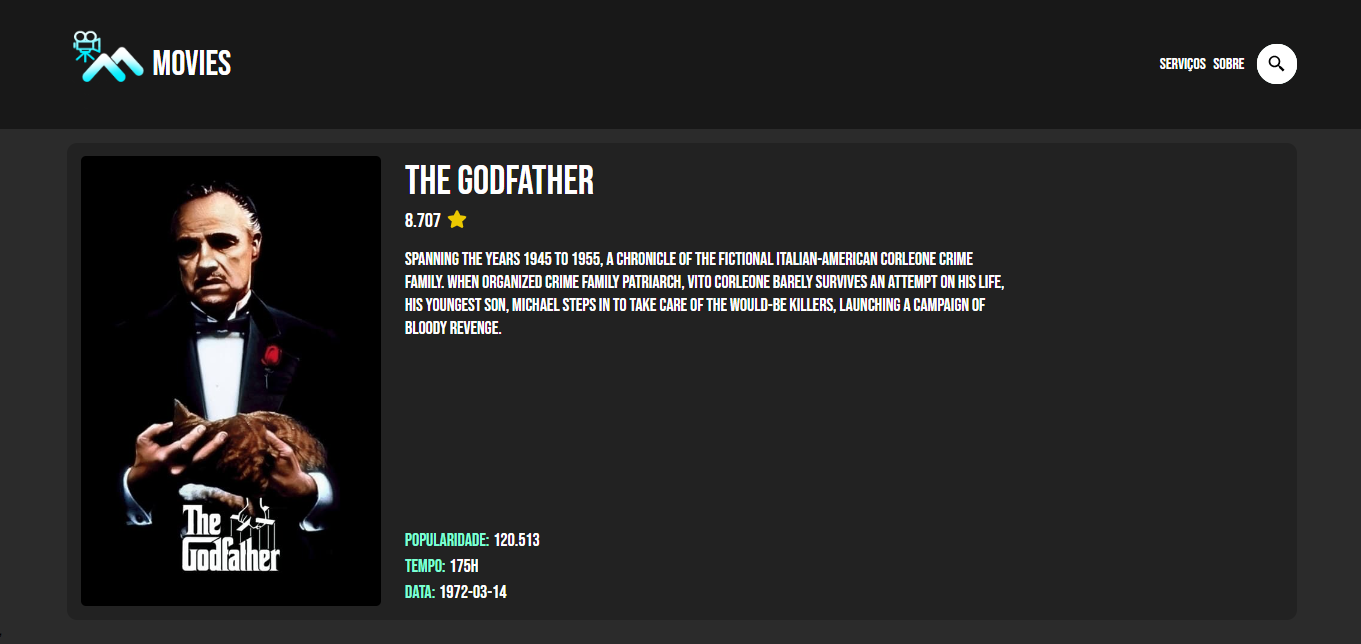 MOVIES
SERVIÇOS SOBRE
THE GODFATHER
8.707
SPANNING THE YEARS 1945 TO 1955, A CHRONICLE OF THE FICTIONAL ITALIAN-AMERICAN CORLEONE CRIME
FAMILY. WHEN ORGANIZED CRIME FAMILY PATRIARCH, VITO CORLEONE BARELY SURVIVES AN ATTEMPT ON HIS LIFE,
HIS YOUNGEST SON, MICHAEL STEPS IN TO TAKE CARE OF THE WOULD-BE KILLERS, LAUNCHING A CAMPAIGN OF
BLOODY REVENGE.
The
Godfather
POPULARIDADE: 120.513
TEMPO: 175H
DATA: 1972-03-14